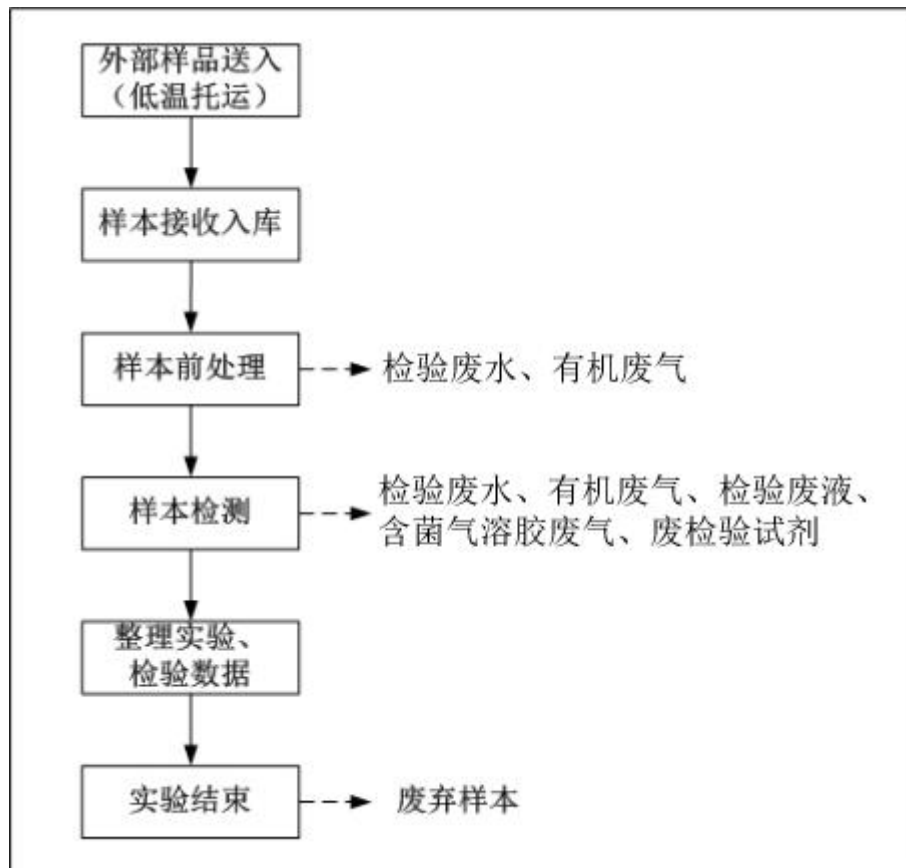 外部样品送入
（低温托运）
样本接收入库
样本前处理
检验废水、有机废气
样本检测
检验废水、有机废气、检验废液、
含菌气溶胶废气、废检验试剂
整理实验、
检验数据
实验结束
废弃样本